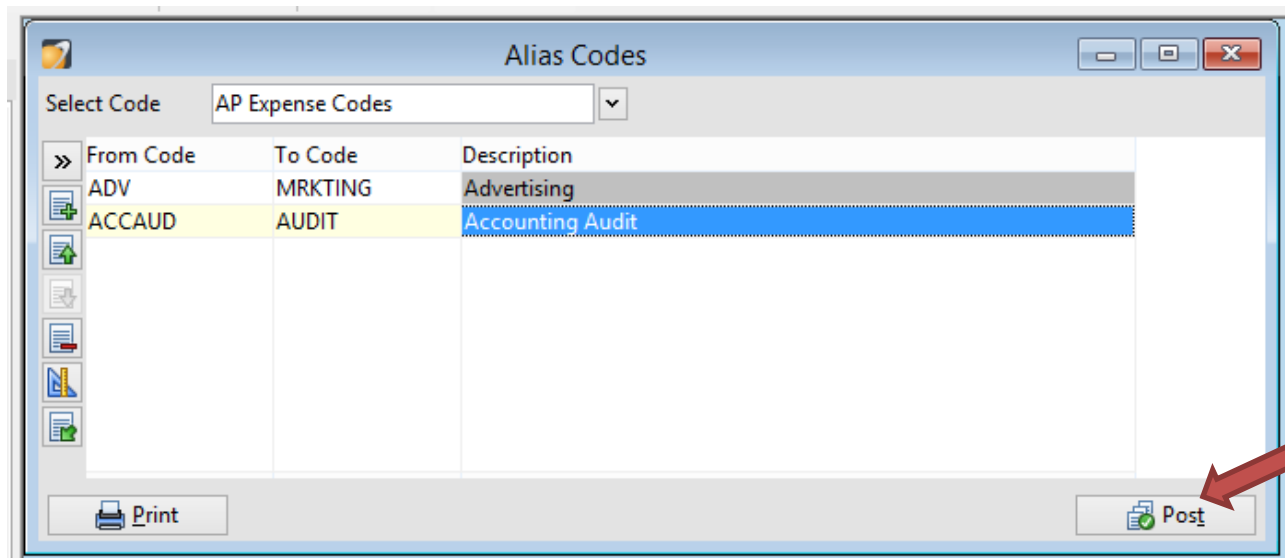 Alias Codes
Select Code AP Expense Codes
From Code To Code Description
ADV MRKTING Advertising
ACCAUD AUDIT Accounting Audit
Print Post